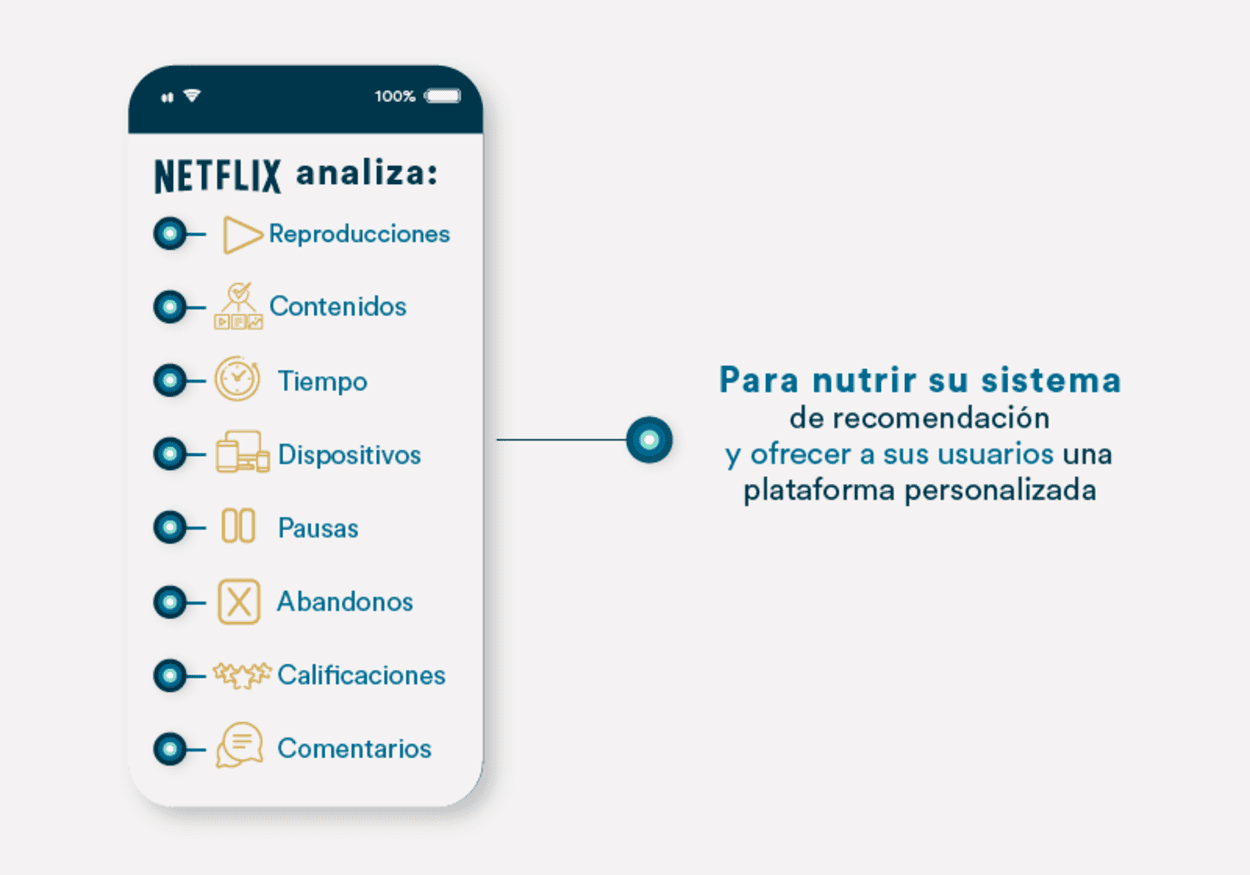 100%
NETFLIX analiza:
Reproducciones
Contenidos
Tiempo
Dispositivos
Pausas
Abandonos
Calificaciones
Comentarios
Para nutrir su sistema
de recomendación
y ofrecer a sus usuarios una
plataforma personalizada